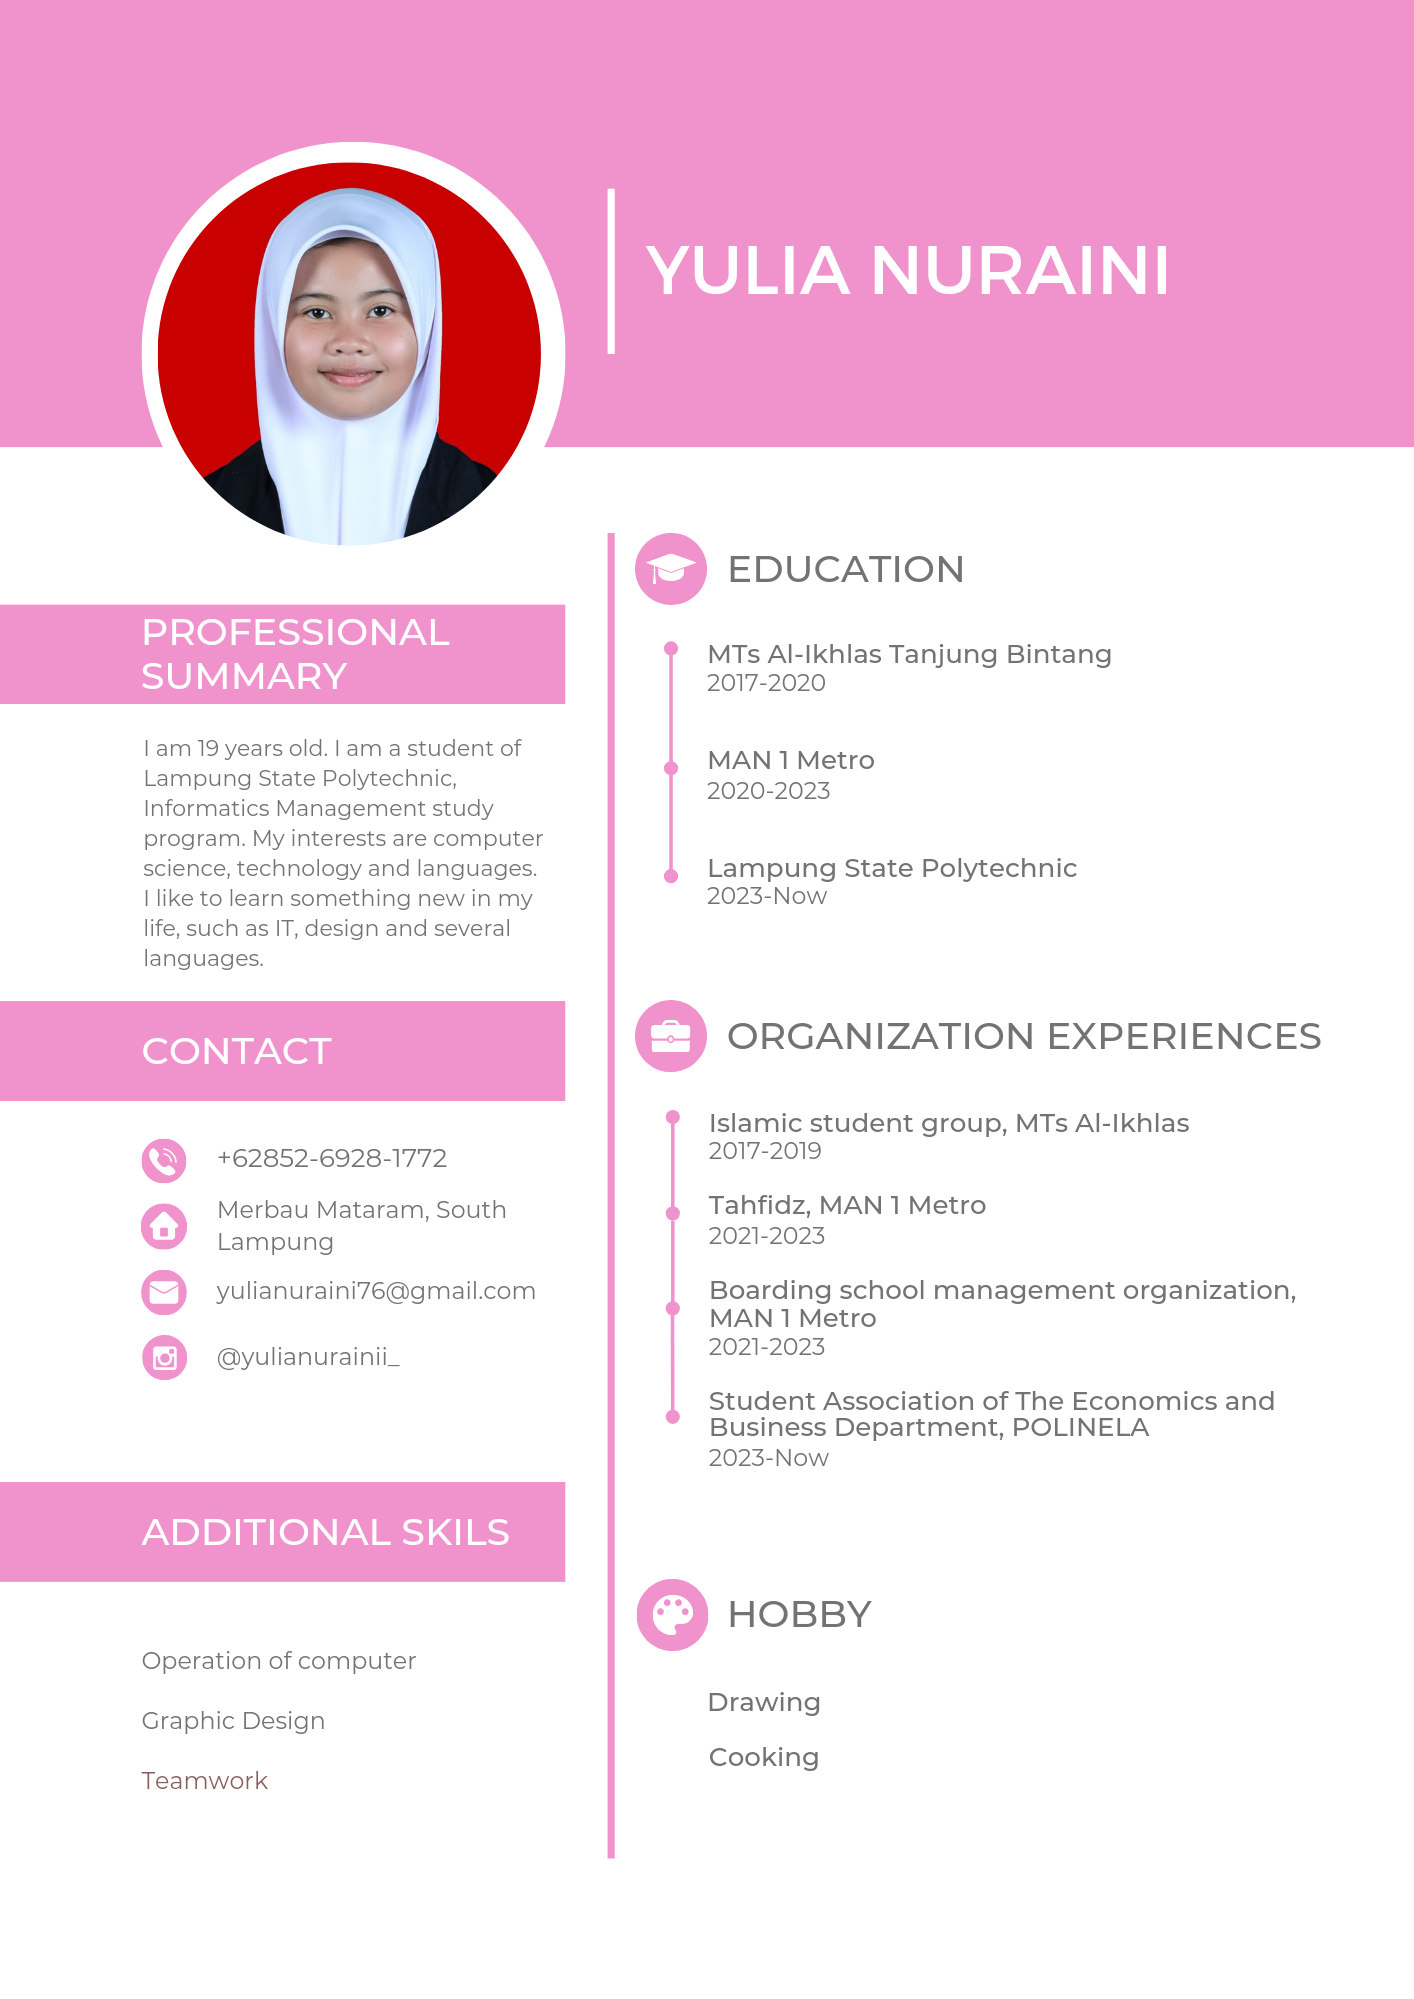 YULIA NURAINI
PROFESSIONAL
SUMMARY
I am 19 years old. I am a student of
Lampung State Polytechnic,
Informatics Management study
program. My interests are computer
science, technology and languages.
I like to learn something new in my
life, such as IT, design and several
languages.
CONTACT
+62852-6928-1772
Merbau Mataram, South
Lampung
yulianuraini76@gmail.com
@yulianurainii_
ADDITIONAL SKILS
Operation of computer
Graphic Design
Teamwork
EDUCATION
MTs Al-Ikhlas Tanjung Bintang
2017-2020
MAN 1 Metro
2020-2023
Lampung State Polytechnic
2023-Now
ORGANIZATION EXPERIENCES
Islamic student group, MTs Al-Ikhlas
2017-2019
Tahfidz, MAN 1 Metro
2021-2023
Boarding school management organization,
MAN 1 Metro
2021-2023
Student Association of The Economics and
Business Department, POLINELA
2023-Now
HOBBY
Drawing
Cooking